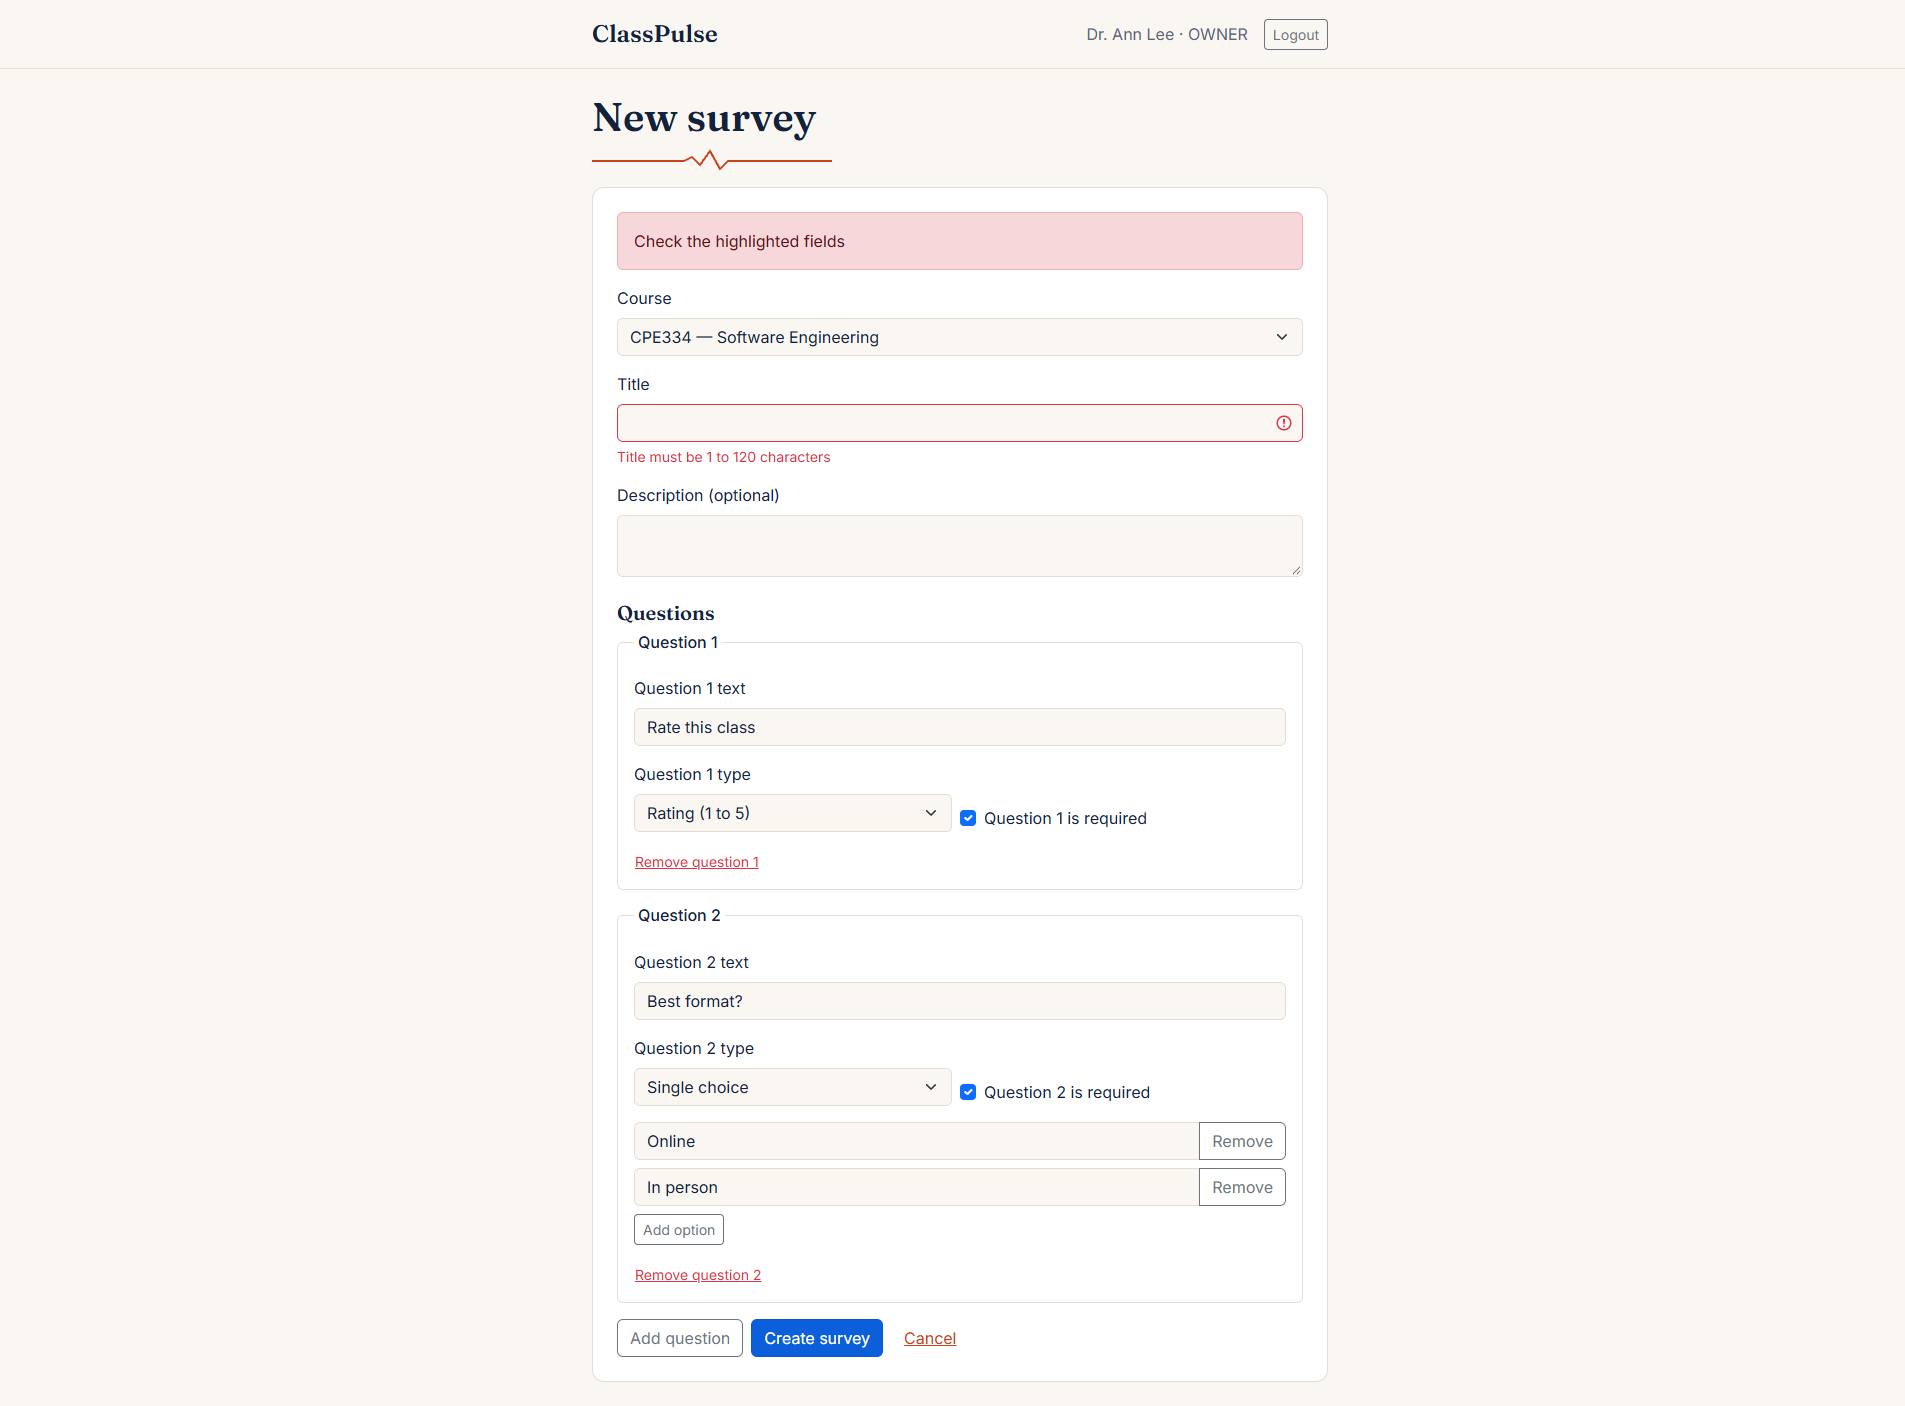 ClassPulse
Dr. Ann Lee · OWNER
Logout
New survey
Check the highlighted fields
Course
CPE334 — Software Engineering
Title
Title must be 1 to 120 characters
Description (optional)
Questions
Question 1
Question 1 text
Rate this class
Question 1 type
Rating (1 to 5)
Question 1 is required
Remove question 1
Question 2
Question 2 text
Best format?
Question 2 type
Single choice
Question 2 is required
Online
Remove
In person
Remove
Add option
Remove question 2
Add question
Create survey
Cancel